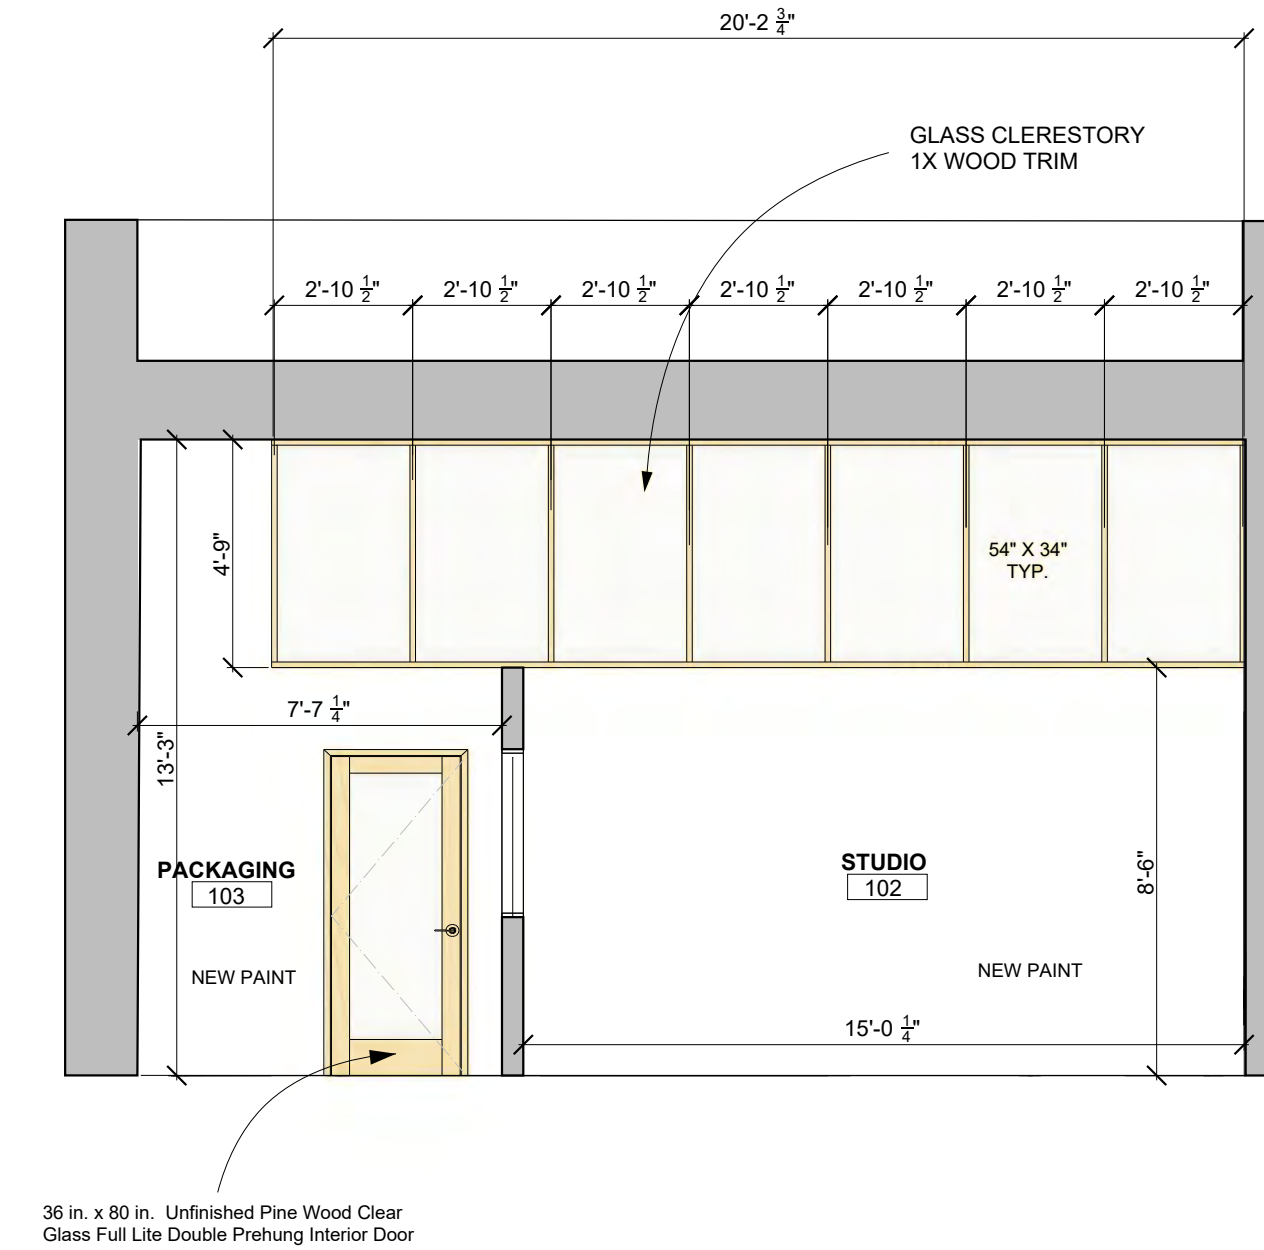 20'-2 3/4"
GLASS CLERESTORY
1X WOOD TRIM
2'-10 1/2" 2'-10 1/2" 2'-10 1/2" 2'-10 1/2" 2'-10 1/2" 2'-10 1/2" 2'-10 1/2"
4'-9"
54" X 34"
TYP.
7'-7 1/4"
13'-3"
PACKAGING
103
STUDIO
102
8'-6"
NEW PAINT
NEW PAINT
15'-0 1/4"
36 in. x 80 in. Unfinished Pine Wood Clear
Glass Full Lite Double Prehung Interior Door